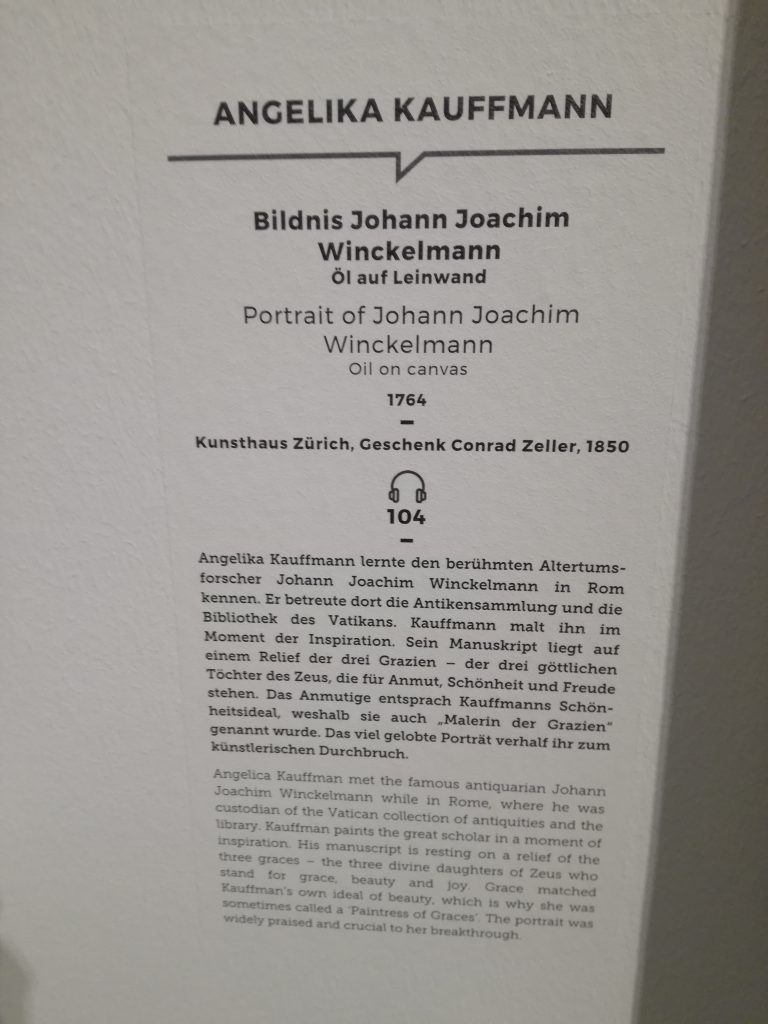 ANGELIKA KAUFFMANN
Bildnis Johann Joachim
Winckelmann
Öl auf Leinwand
Portrait of Johann Joachim
Winckelmann
Oil on canvas
1764
Kunsthaus Zürich, Geschenk Conrad Zeller, 1850
104
Angelika Kauffmann lernte den berühmten Altertums-
forscher Johann Joachim Winckelmann in Rom
kennen. Er betreute dort die Antikensammlung und die
Bibliothek des Vatikans. Kauffmann malt ihn im
Moment der Inspiration. Sein Manuskript liegt auf
einem Relief der drei Grazien – der drei göttlichen
Töchter des Zeus, die für Anmut, Schönheit und Freude
stehen. Das Anmutige entsprach Kauffmanns Schön-
heitsideal, weshalb sie auch „Malerin der Grazien“
genannt wurde. Das viel gelobte Porträt verhalf ihr zum
künstlerischen Durchbruch.
Angelica Kauffman met the famous antiquarian Johann
Joachim Winckelmann while in Rome, where he was
custodian of the Vatican collection of antiquities and the
library. Kauffman paints the great scholar in a moment of
inspiration. His manuscript is resting on a relief of the
three graces – the three divine daughters of Zeus who
stand for grace, beauty and joy. Grace matched
Kauffman's own ideal of beauty, which is why she was
sometimes called a 'Paintress of Graces'. The portrait was
widely praised and crucial to her breakthrough.